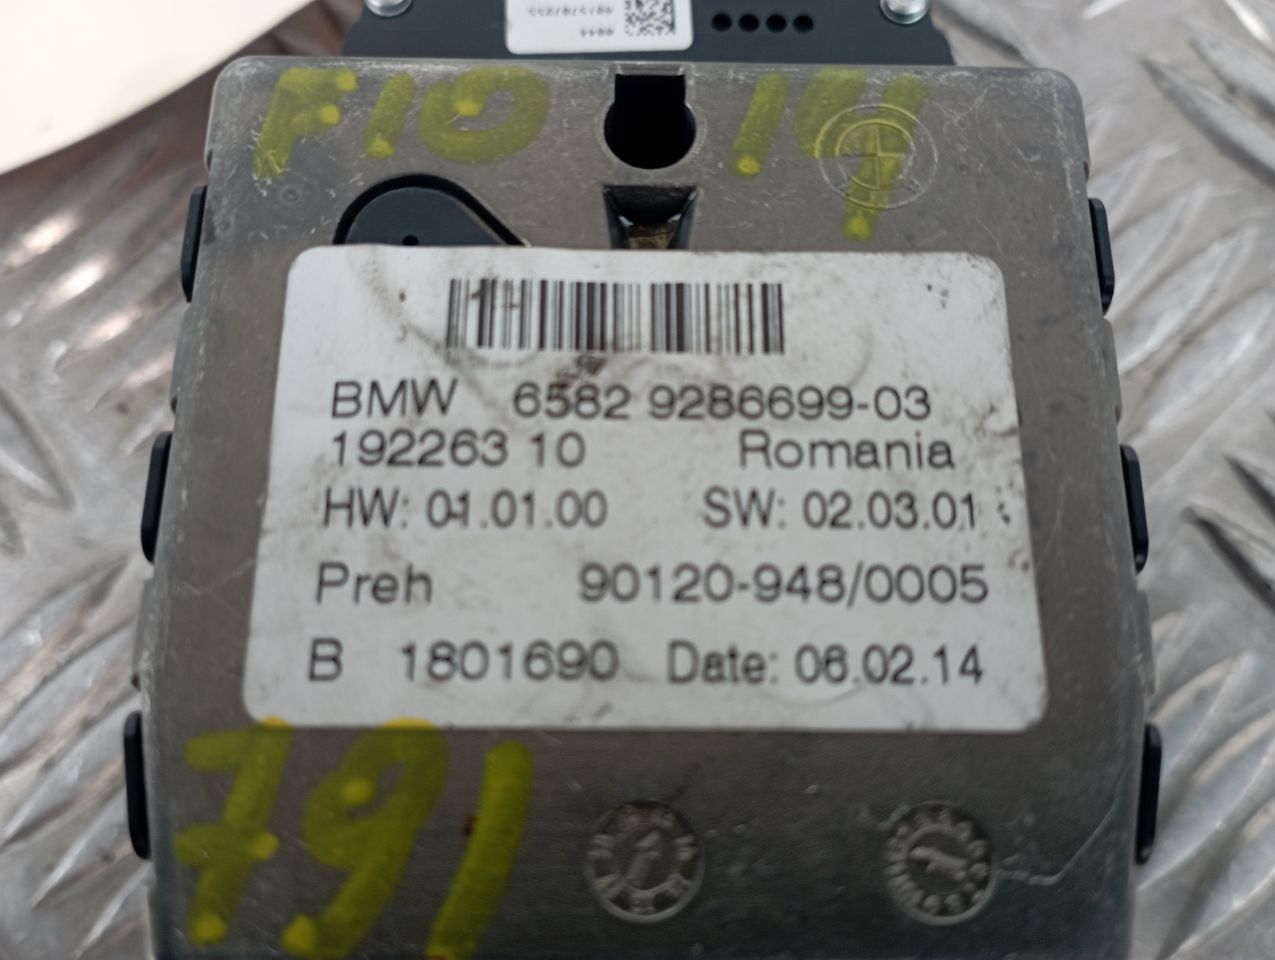 F10 14
BMW 6582 9286699-03
192263 10 Romania
HW: 01.01.00 SW: 02.03.01
Preh 90120-948/0005
B 1801690 Date: 06.02.14
791